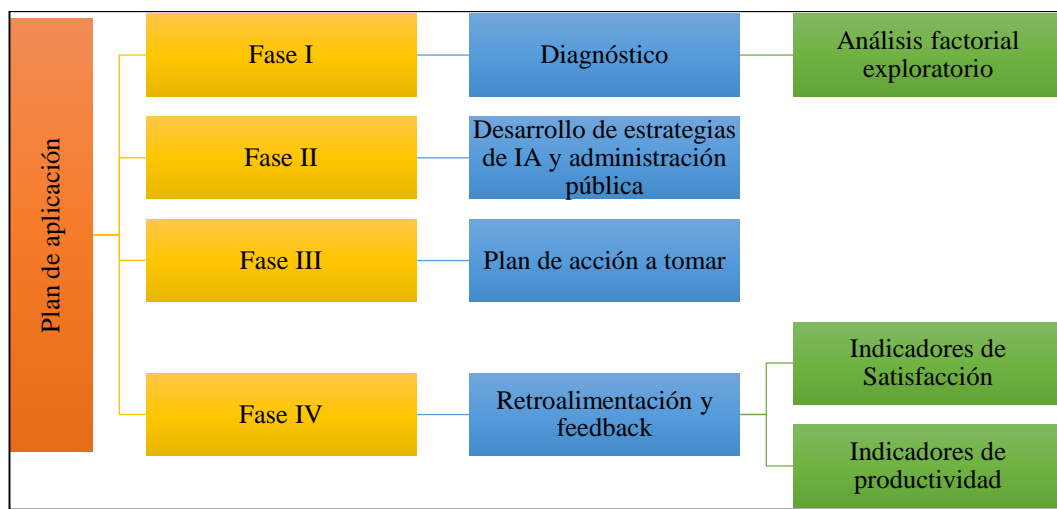 Plan de aplicación
Fase I
Diagnóstico
Análisis factorial
exploratorio
Fase II
Desarrollo de estrategias
de IA y administración
pública
Fase III
Plan de acción a tomar
Fase IV
Retroalimentación y
feedback
Indicadores de
Satisfacción
Indicadores de
productividad